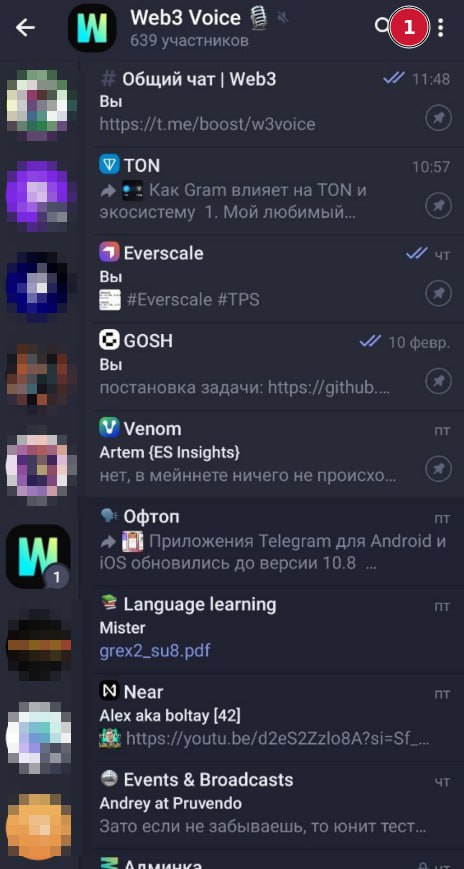 Web3 Voice
639 участников
1
# Общий чат | Web3
11:48
Вы
https://t.me/boost/w3voice
TON
10:57
Как Gram влияет на TON и
экосистему 1. Мой любимый...
Everscale
чт
Вы
#Everscale #TPS
GOSH
10 февр.
Вы
постановка задачи: https://github....
Venom
пт
Artem {ES Insights}
нет, в мейннете ничего не происхо...
Офтоп
пт
Приложения Telegram для Android и
iOS обновились до версии 10.8 ...
1
Language learning
пт
Mister
grex2_su8.pdf
Near
пт
Alex aka boltay [42]
https://youtu.be/d2eS2Zzlo8A?si=Sf_...
Events & Broadcasts
чт
Andrey at Pruvendo
Зато если не забываешь, то юнит тест...
Админка
чт